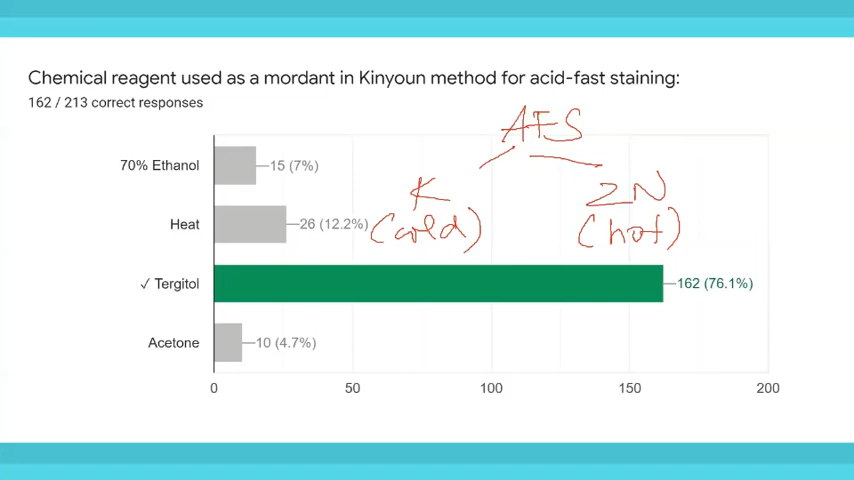 Chemical reagent used as a mordant in Kinyoun method for acid-fast staining:
162 / 213 correct responses
AFS
70% Ethanol 15 (7%)
K ZN
Heat 26 (12.2%) (cold) (hot)
✓ Tergitol 162 (76.1%)
Acetone 10 (4.7%)
0 50 100 150 200